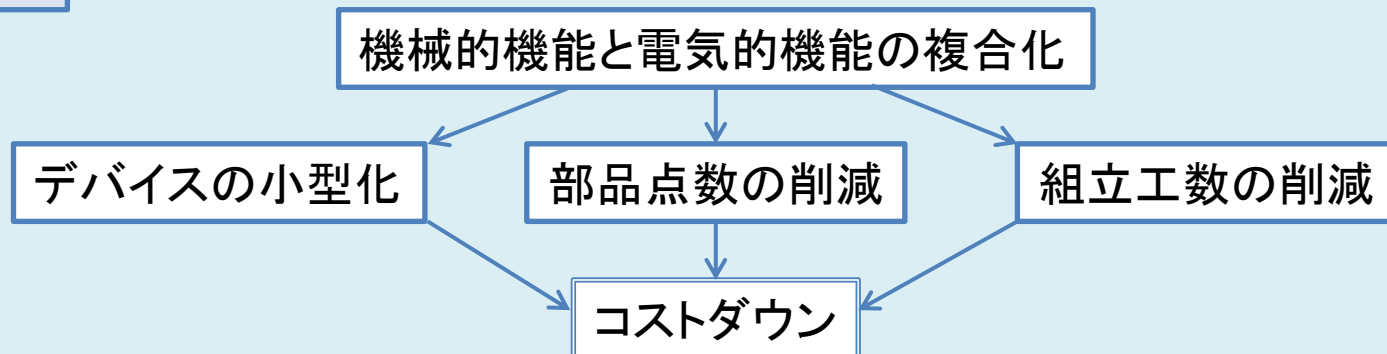 機械的機能と電気的機能の複合化
デバイスの小型化
部品点数の削減
組立工数の削減
コストダウン